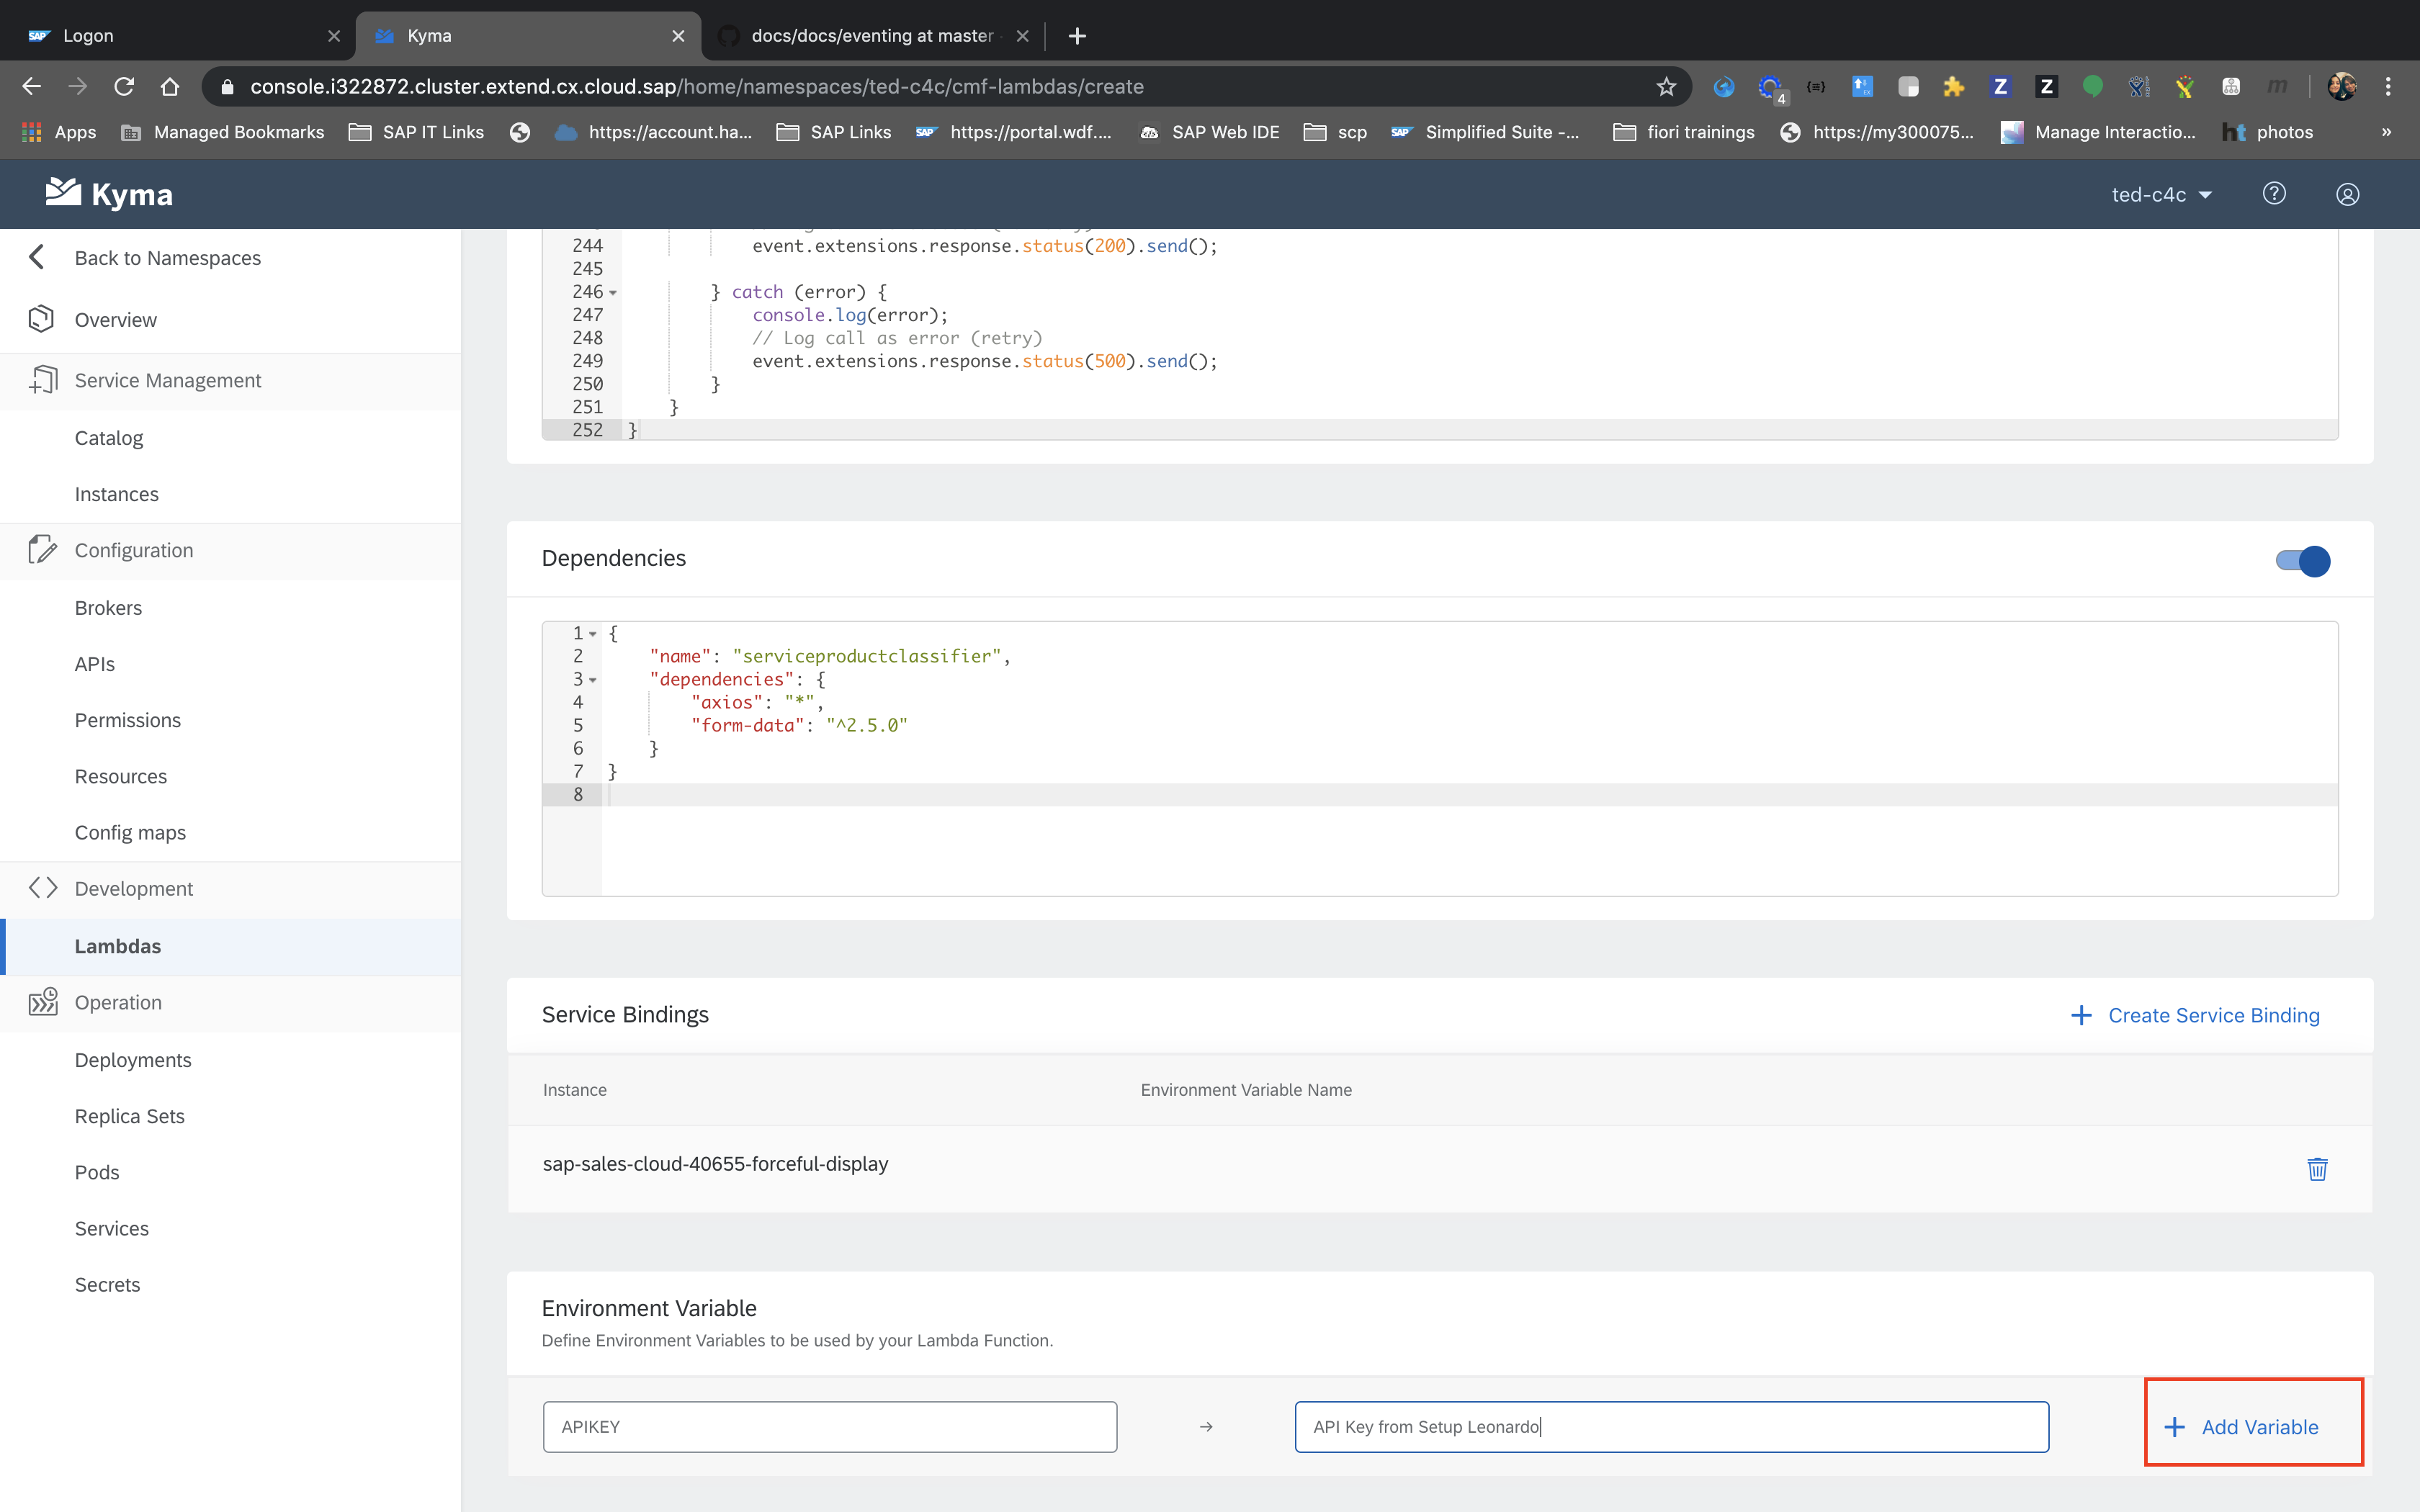 SAP Logon
Kyma
docs/docs/eventing at master
console.i322872.cluster.extend.cx.cloud.sap/home/namespaces/ted-c4c/cmf-lambdas/create
4
Z
Z
m
Apps
Managed Bookmarks
SAP IT Links
https://account.ha...
SAP Links
SAP https://portal.wdf....
SAP Web IDE
scp
SAP Simplified Suite -...
fiori trainings
https://my300075...
Manage Interactio...
ht photos
»
Kyma
ted-c4c
?
Back to Namespaces
Overview
Service Management
Catalog
Instances
Configuration
Brokers
APIs
Permissions
Resources
Config maps
Development
Lambdas
Operation
Deployments
Replica Sets
Pods
Services
Secrets
244 event.extensions.response.status(200).send();
245
246 } catch (error) {
247 console.log(error);
248 // Log call as error (retry)
249 event.extensions.response.status(500).send();
250 }
251 }
252 }
Dependencies
1 {
2 "name": "serviceproductclassifier",
3 "dependencies": {
4 "axios": "*",
5 "form-data": "^2.5.0"
6 }
7 }
8
Service Bindings
+ Create Service Binding
Instance
Environment Variable Name
sap-sales-cloud-40655-forceful-display
Environment Variable
Define Environment Variables to be used by your Lambda Function.
APIKEY
→
API Key from Setup Leonardo
+ Add Variable